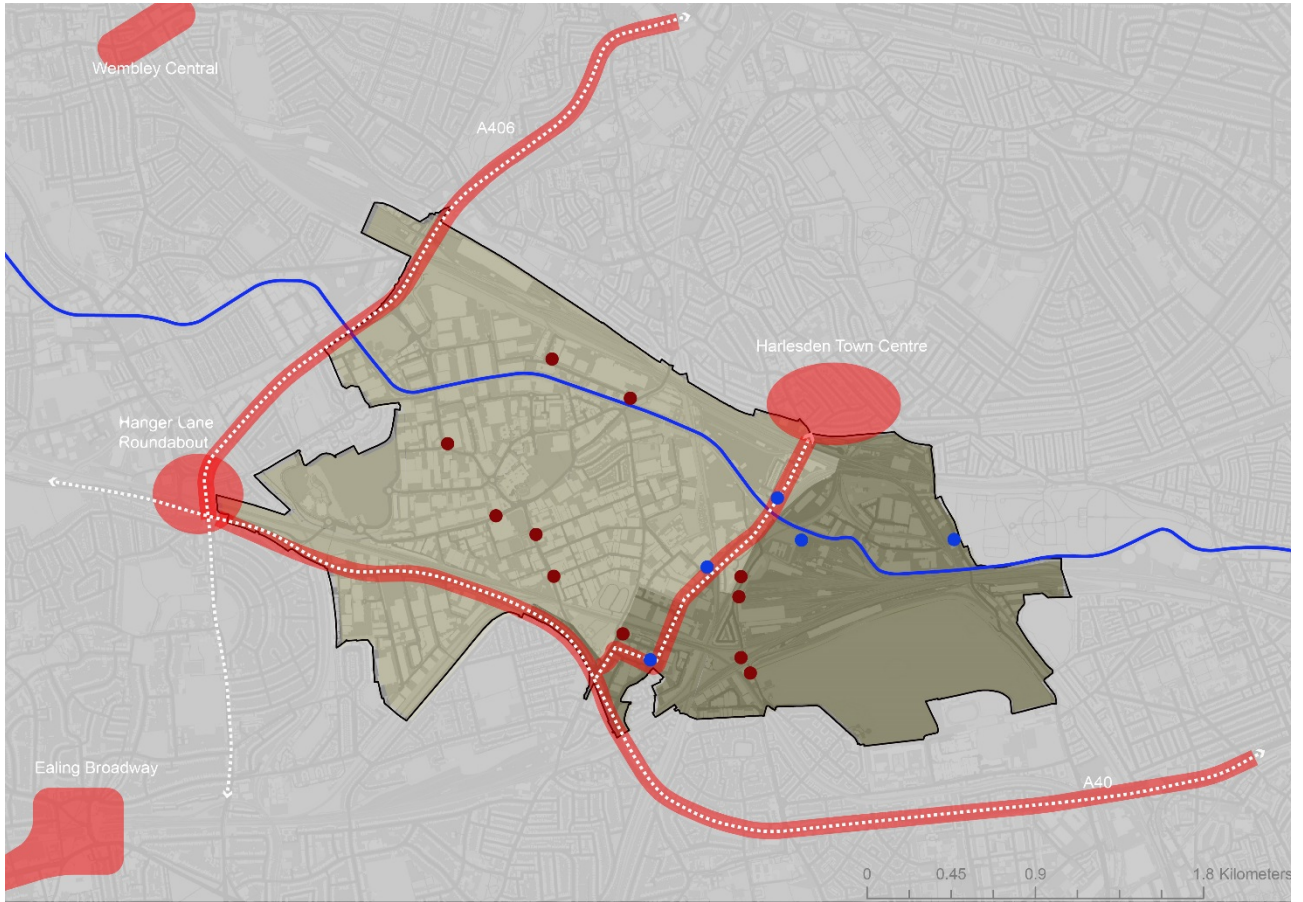 Wembley Central
A406
Harlesden Town Centre
Hanger Lane
Roundabout
Ealing Broadway
A40
0 0.45 0.9 1.8 Kilometers